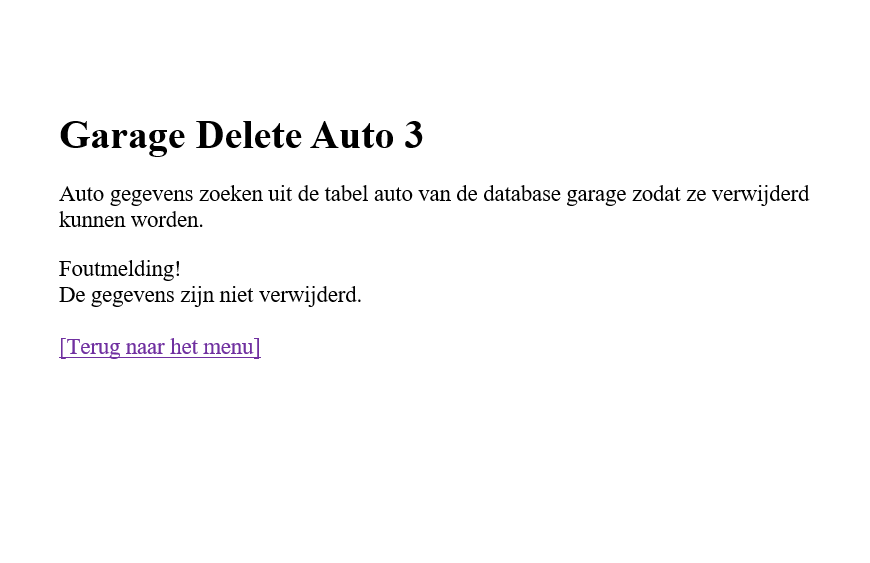 Garage Delete Auto 3
Auto gegevens zoeken uit de tabel auto van de database garage zodat ze verwijderd
kunnen worden.
Foutmelding!
De gegevens zijn niet verwijderd.
[Terug naar het menu]